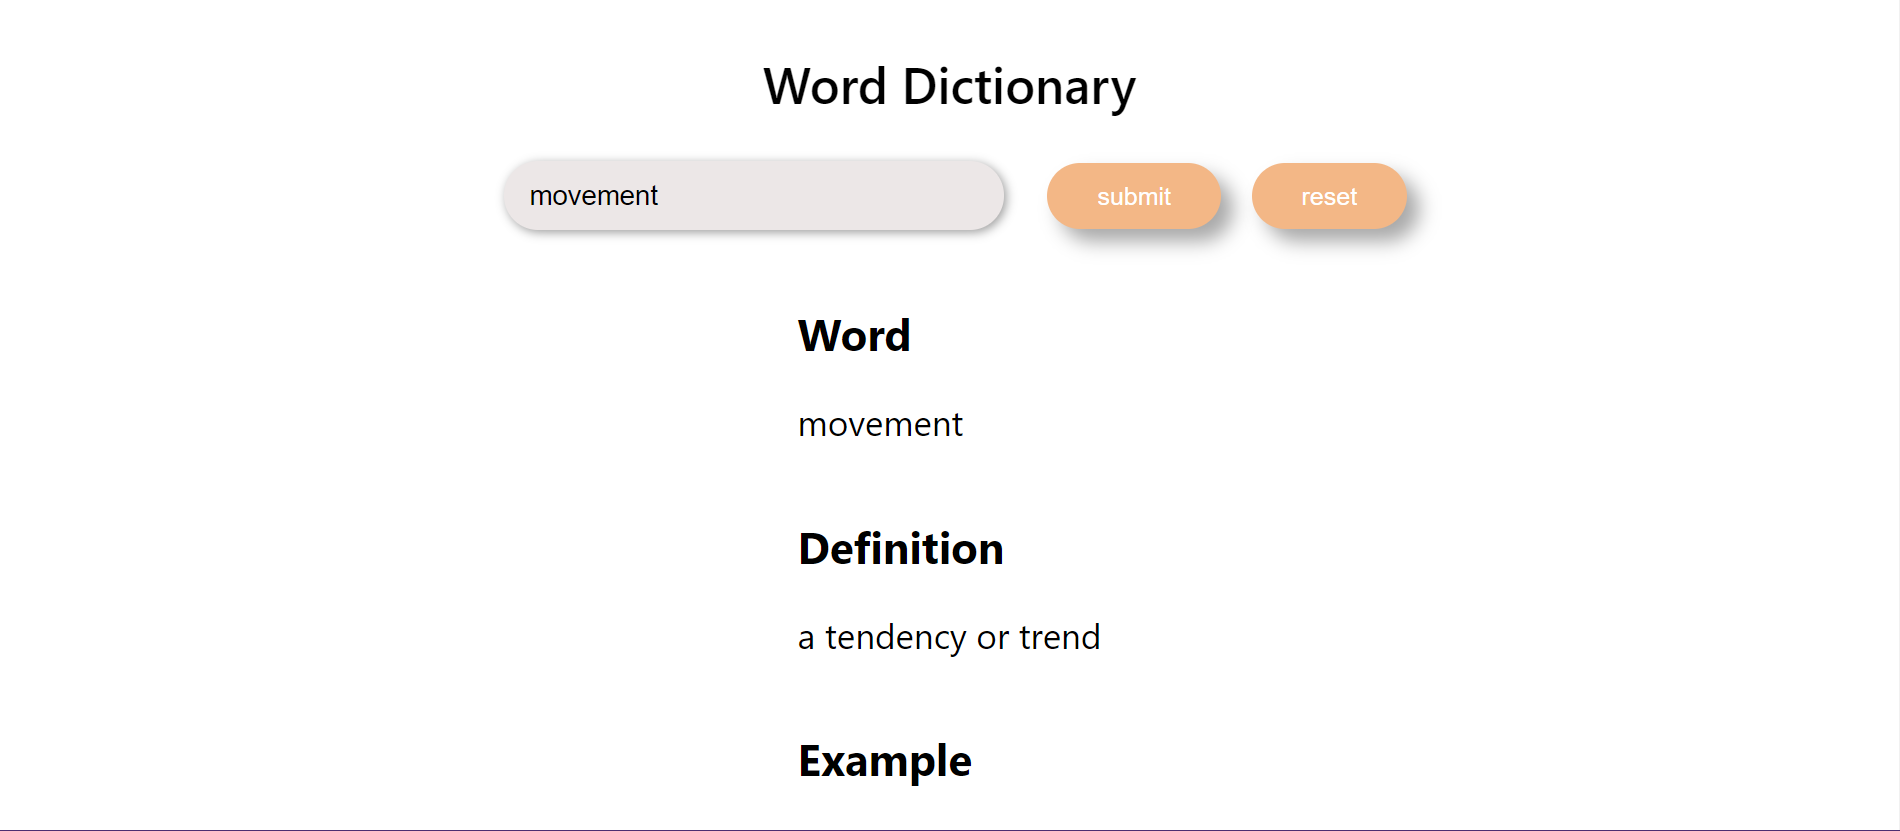 Word Dictionary
movement submit reset
Word
movement
Definition
a tendency or trend
Example